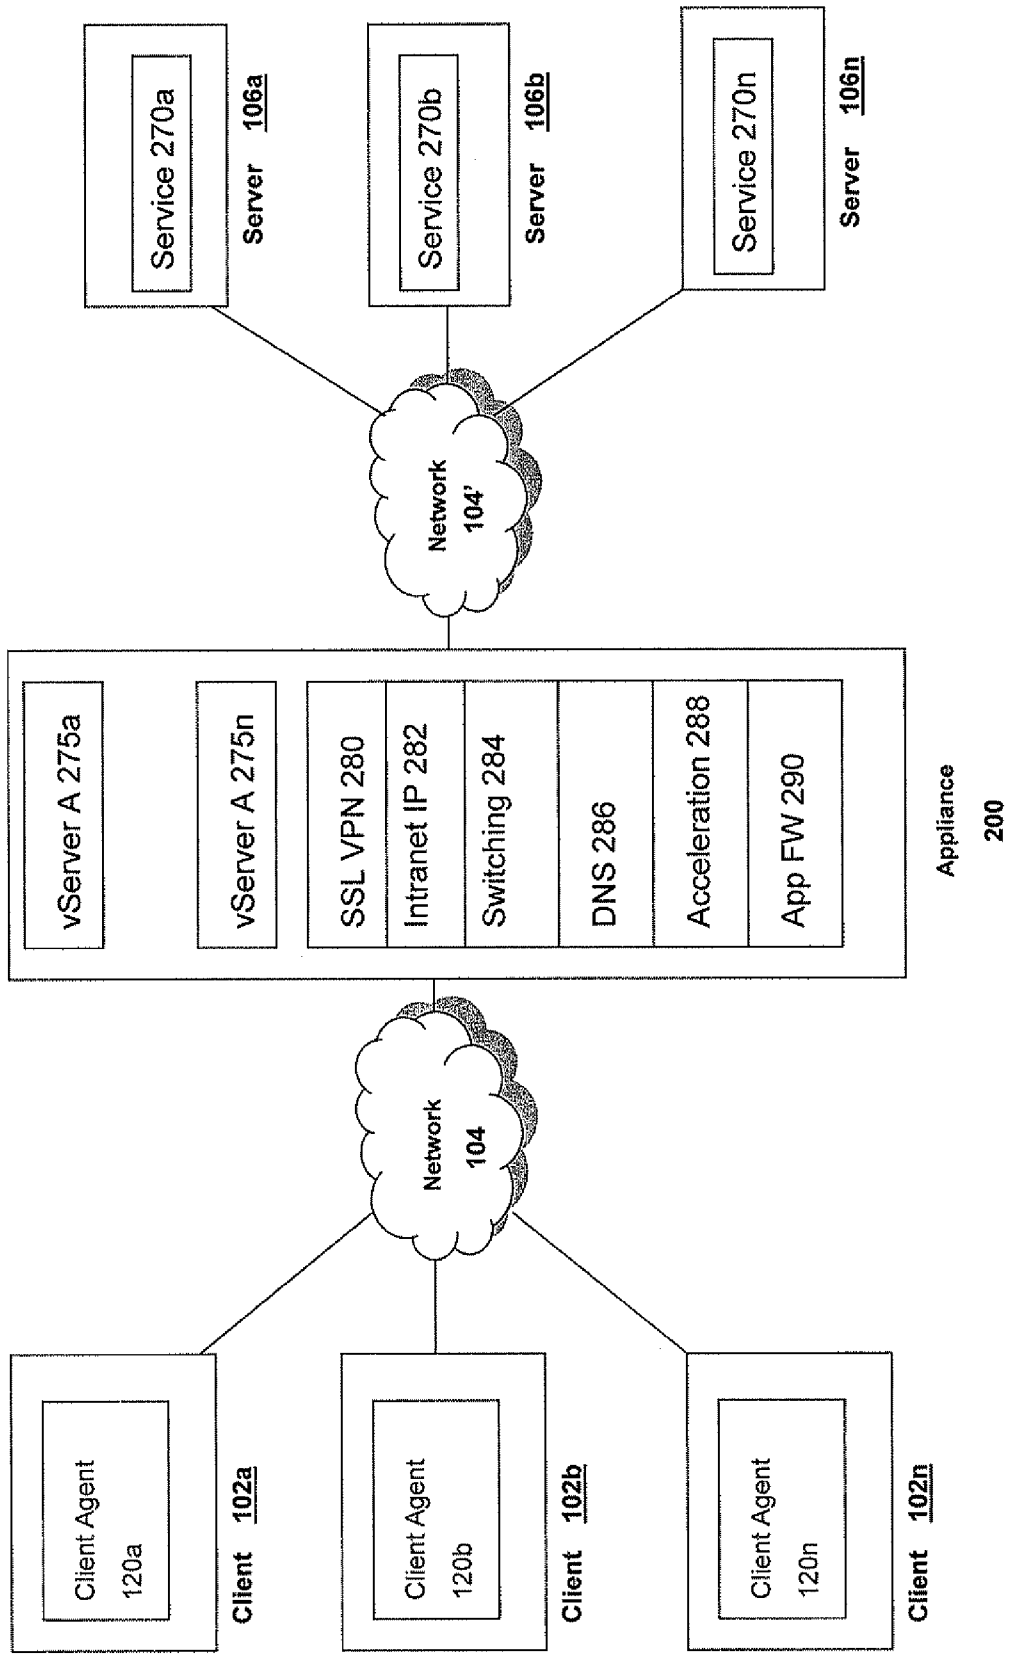 Client Agent
120a
Client 102a
Client Agent
120b
Client 102b
Client Agent
120n
Client 102n
Network
104
vServer A 275a
vServer A 275n
SSL VPN 280
Intranet IP 282
Switching 284
DNS 286
Acceleration 288
App FW 290
Appliance
200
Network
104'
Service 270a
Server 106a
Service 270b
Server 106b
Service 270n
Server 106n